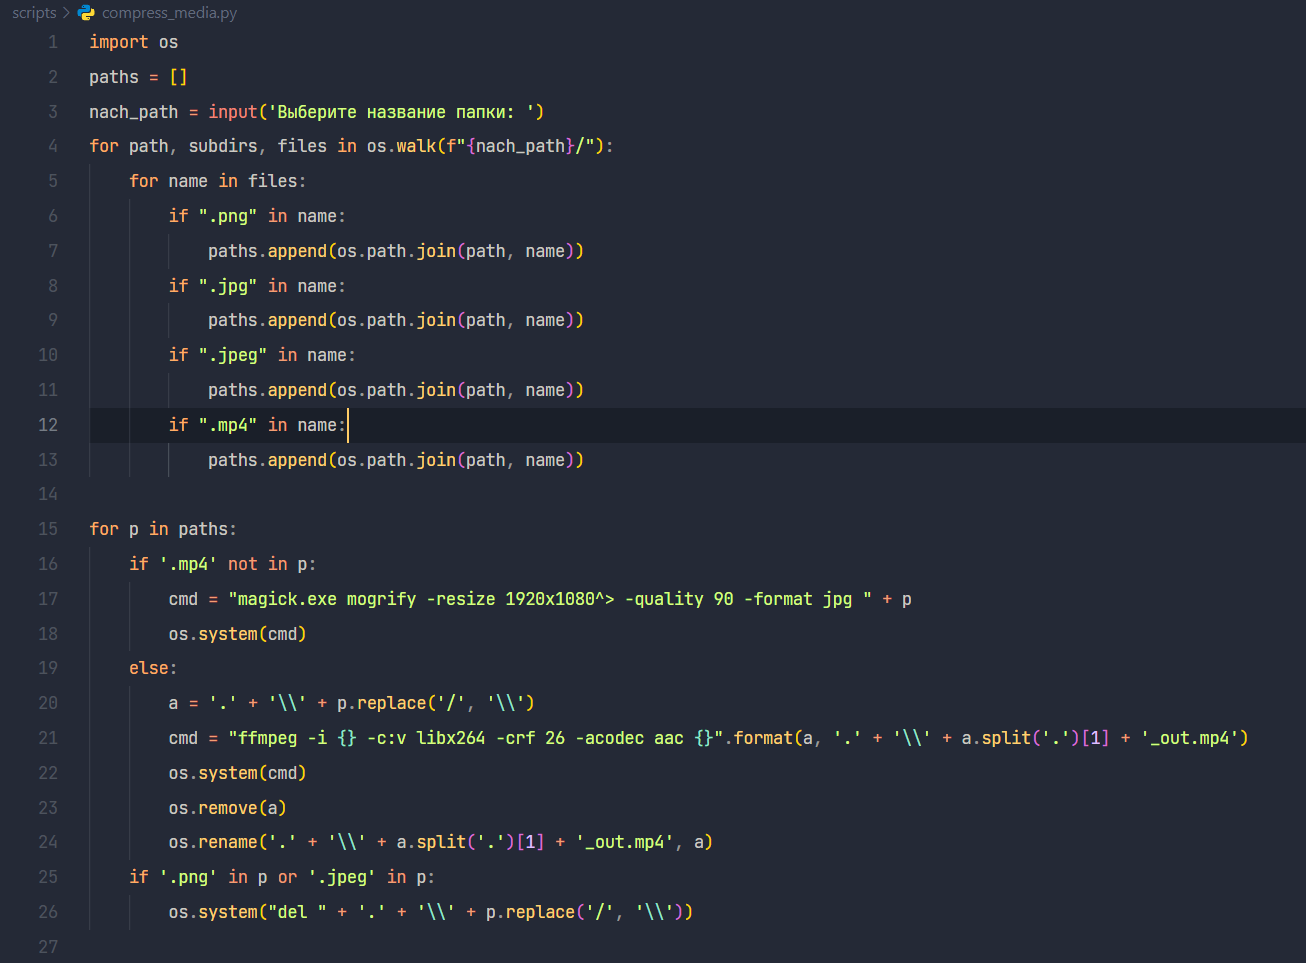 scripts > compress_media.py
1 import os
2 paths = []
3 nach_path = input('Выберите название папки: ')
4 for path, subdirs, files in os.walk(f"{nach_path}/"):
5     for name in files:
6         if ".png" in name:
7             paths.append(os.path.join(path, name))
8         if ".jpg" in name:
9             paths.append(os.path.join(path, name))
10         if ".jpeg" in name:
11             paths.append(os.path.join(path, name))
12         if ".mp4" in name:
13             paths.append(os.path.join(path, name))
14
15 for p in paths:
16     if '.mp4' not in p:
17         cmd = "magick.exe mogrify -resize 1920x1080^> -quality 90 -format jpg " + p
18         os.system(cmd)
19     else:
20         a = '.' + '\\' + p.replace('/', '\\')
21         cmd = "ffmpeg -i {} -c:v libx264 -crf 26 -acodec aac {}".format(a, '.' + '\\' + a.split('.')[1] + '_out.mp4')
22         os.system(cmd)
23         os.remove(a)
24         os.rename('.' + '\\' + a.split('.')[1] + '_out.mp4', a)
25     if '.png' in p or '.jpeg' in p:
26         os.system("del " + '.' + '\\' + p.replace('/', '\\'))
27